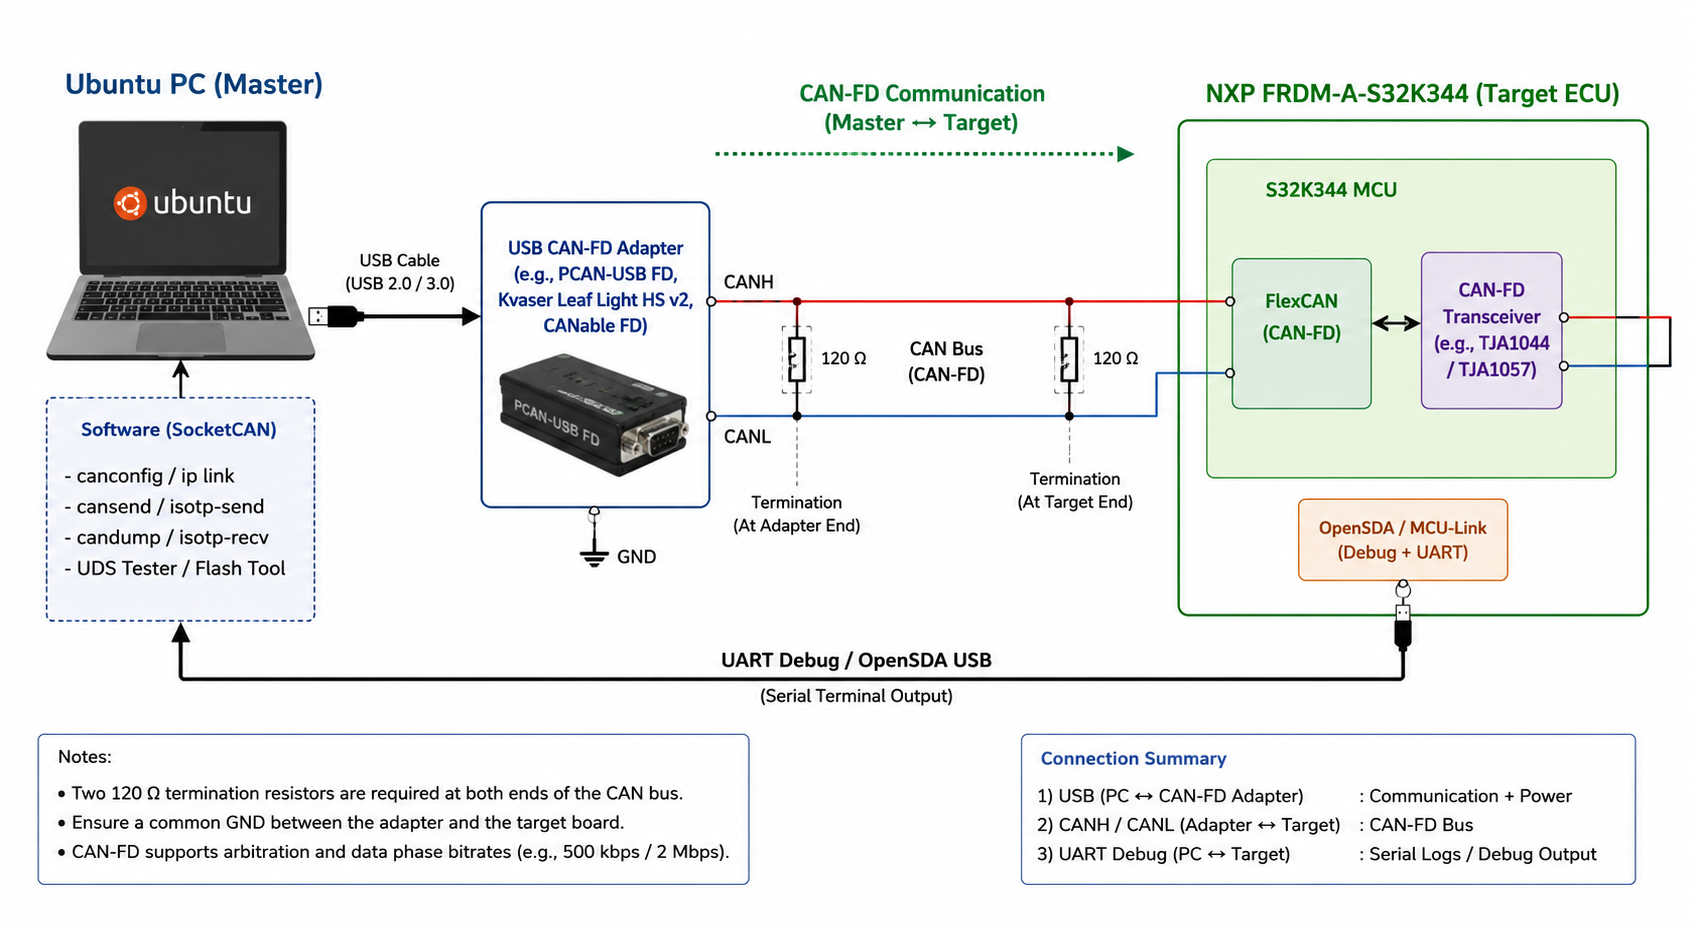 Ubuntu PC (Master)
ubuntu
USB Cable
(USB 2.0 / 3.0)
Software (SocketCAN)
- canconfig / ip link
- cansend / isotp-send
- candump / isotp-recv
- UDS Tester / Flash Tool
USB CAN-FD Adapter
(e.g., PCAN-USB FD,
Kvaser Leaf Light HS v2,
CANable FD)
PCAN-USB FD
GND
CAN-FD Communication
(Master ↔ Target)
CANH
120 Ω
CAN Bus
(CAN-FD)
120 Ω
CANL
Termination
(At Adapter End)
Termination
(At Target End)
NXP FRDM-A-S32K344 (Target ECU)
S32K344 MCU
FlexCAN
(CAN-FD)
CAN-FD
Transceiver
(e.g., TJA1044
/ TJA1057)
OpenSDA / MCU-Link
(Debug + UART)
UART Debug / OpenSDA USB
(Serial Terminal Output)
Notes:
• Two 120 Ω termination resistors are required at both ends of the CAN bus.
• Ensure a common GND between the adapter and the target board.
• CAN-FD supports arbitration and data phase bitrates (e.g., 500 kbps / 2 Mbps).
Connection Summary
1) USB (PC ↔ CAN-FD Adapter) : Communication + Power
2) CANH / CANL (Adapter ↔ Target) : CAN-FD Bus
3) UART Debug (PC ↔ Target) : Serial Logs / Debug Output